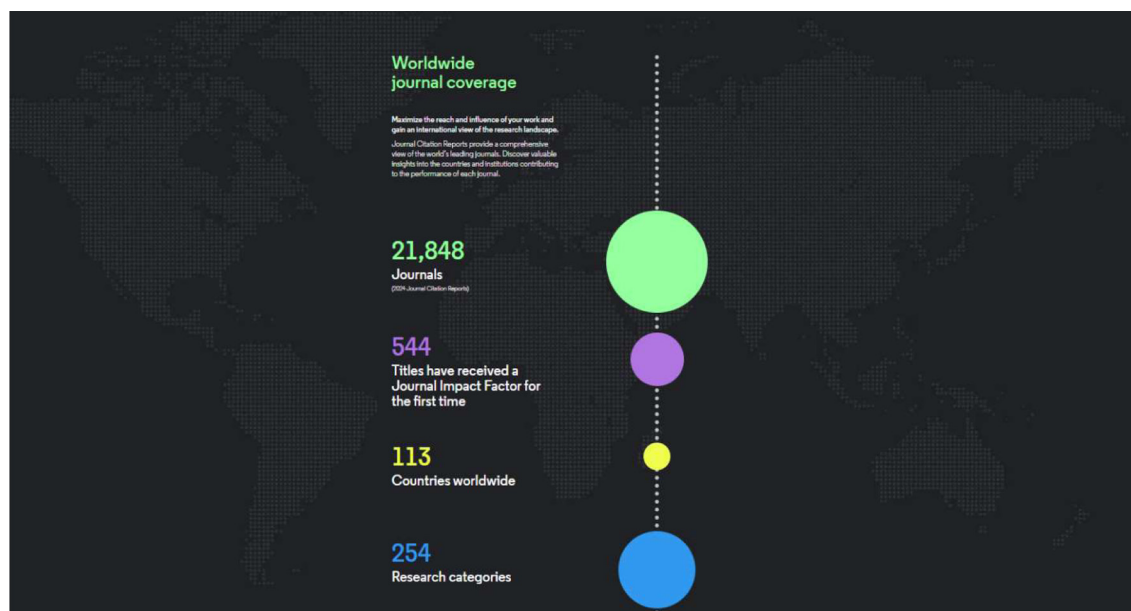 Worldwide
journal coverage
Maximize the reach and influence of your work and
gain an international view of the research landscape.
Journal Citation Reports provide a comprehensive
view of the world's leading journals. Discover valuable
insights into the countries and institutions contributing
to the performance of each journal.
21,848
Journals
(2024 Journal Citation Reports)
544
Titles have received a
Journal Impact Factor for
the first time
113
Countries worldwide
254
Research categories